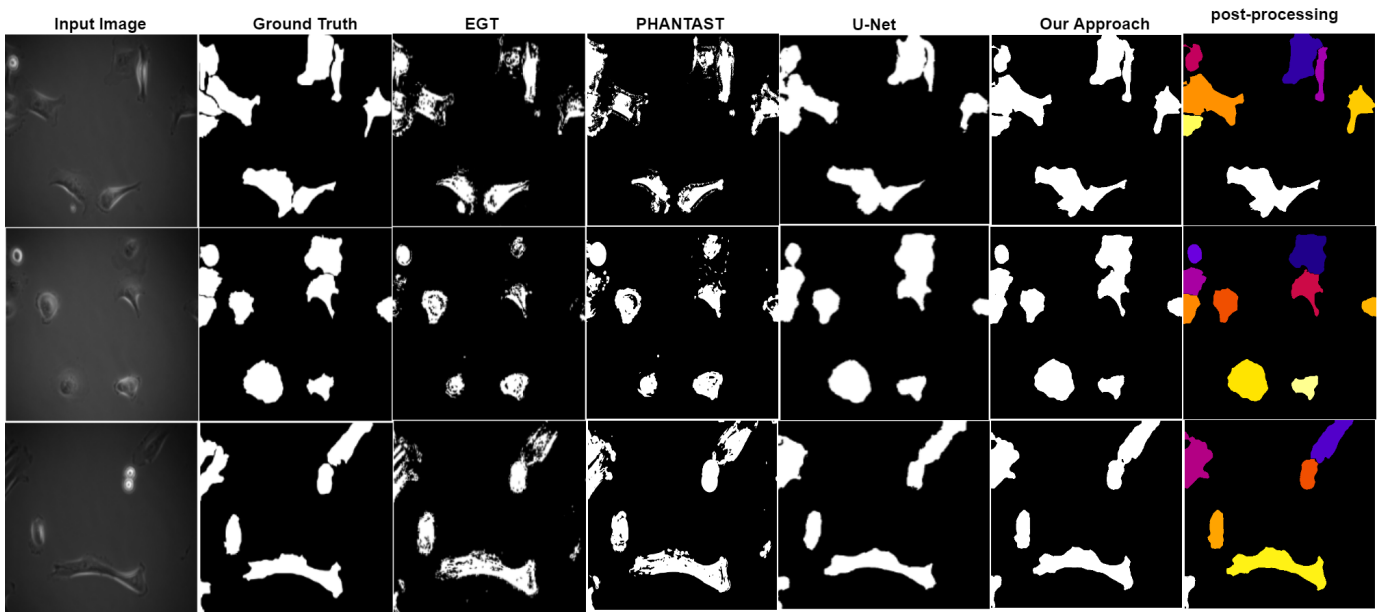 Input Image
Ground Truth
EGT
PHANTAST
U-Net
Our Approach
post-processing